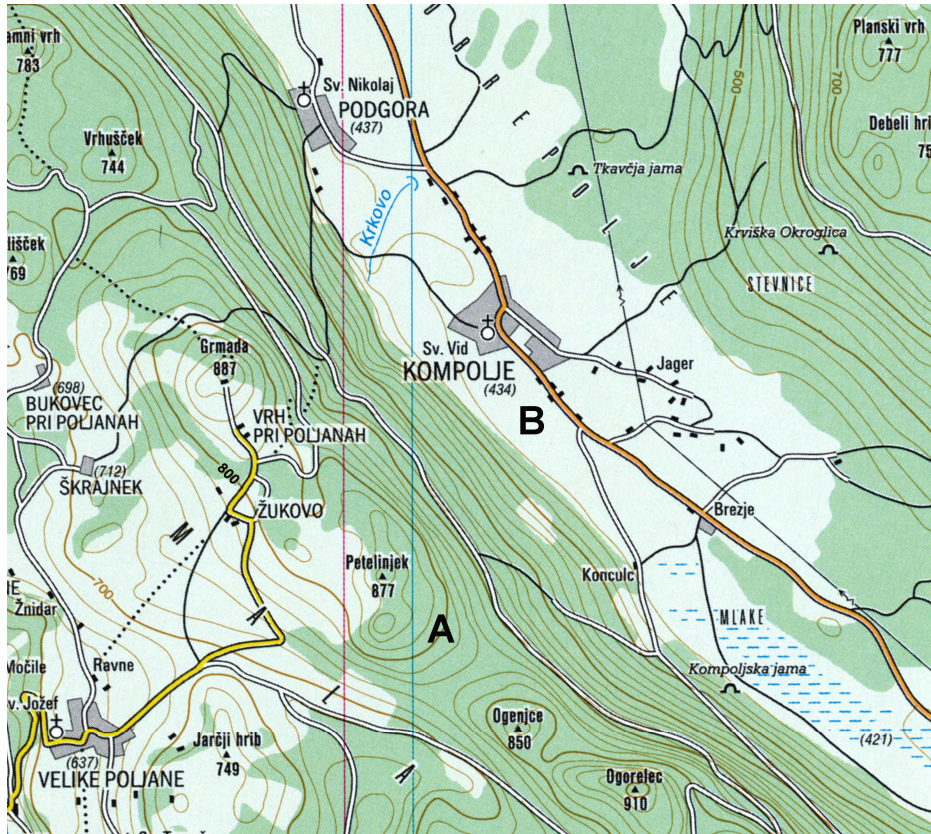 amni vrh
783
Planski vrh
777
Sv. Nikolaj
PODGORA
(437)
Vrhušček
744
Debeli hri
75
DREPOLJE
Tkavčja jama
Krkovo
500
700
Krviška Okroglica
lišček
769
STEVNICE
Grmada
887
Sv. Vid
KOMPOLJE
(434)
Jager
(698)
BUKOVEC
PRI POLJANAH
VRH
PRI POLJANAH
B
(712)
ŠKRAJNEK
800
ŽUKOVO
Brezje
Petelinjek
877
700
Konculc
Žnidar
MALA
A
MLAKE
Močile
Ravne
Kompoljska jama
v. Jožef
Ogenjce
850
Jarčji hrib
749
(421)
(637)
VELIKE POLJANE
Ogorelec
910